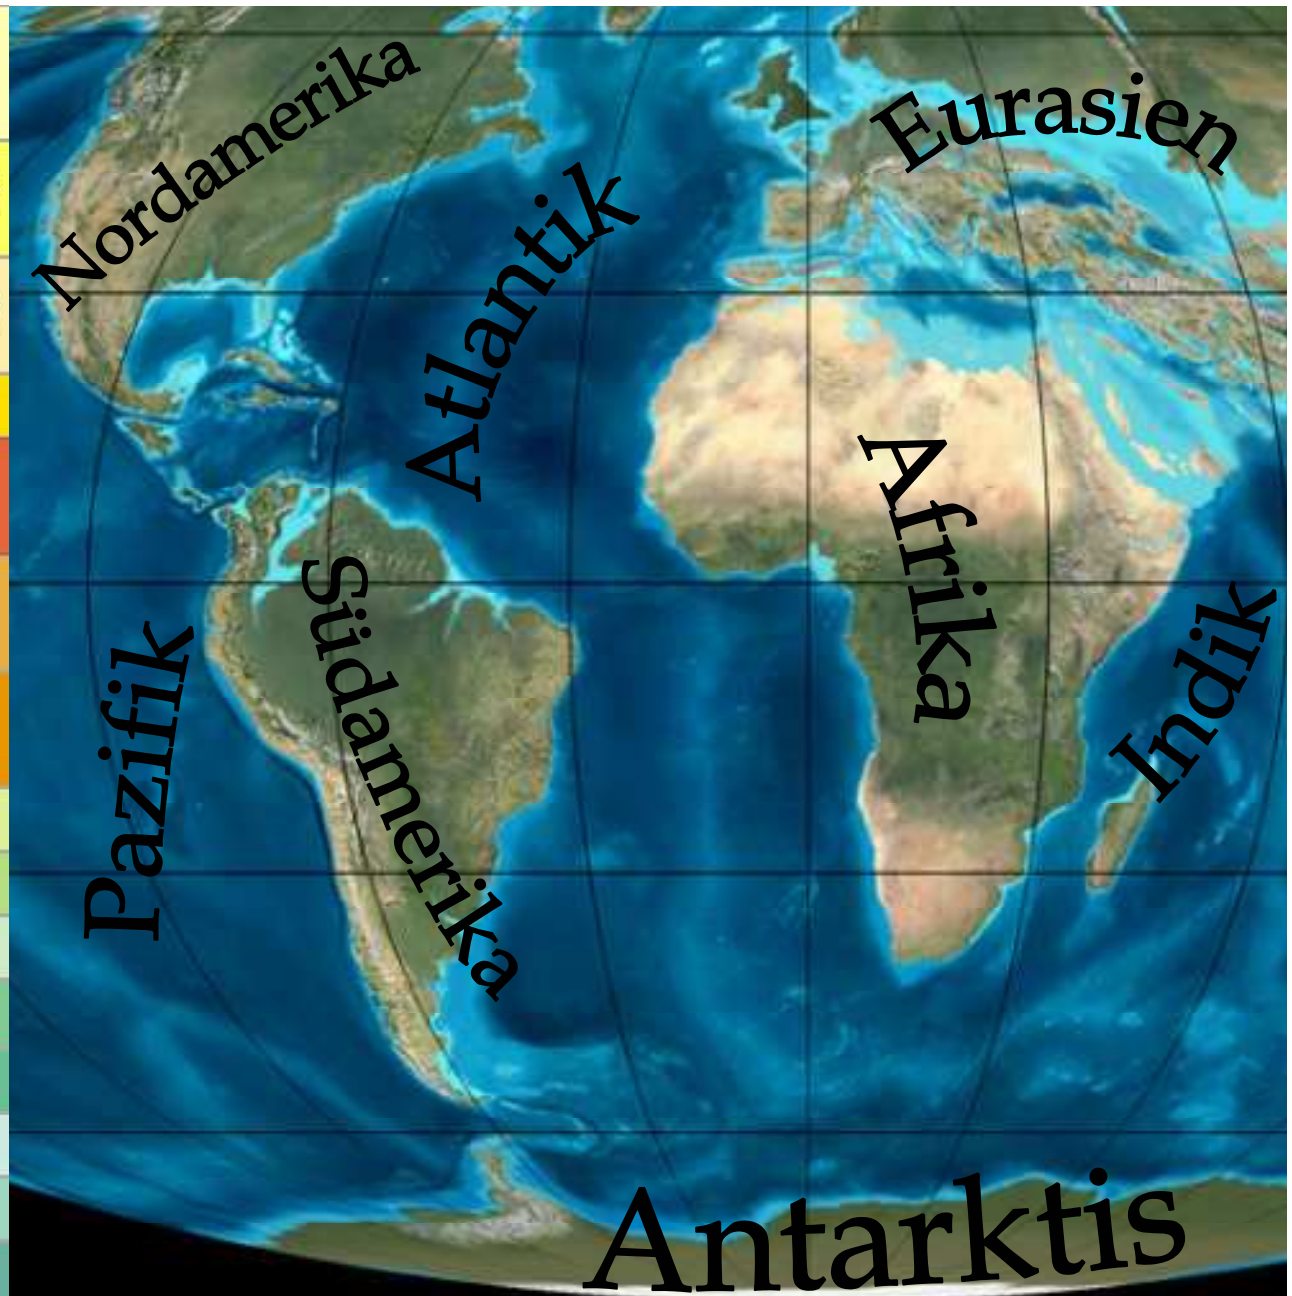 Nordamerika
Eurasien
Atlantik
Afrika
Südamerika
Pazifik
Indik
Antarktis